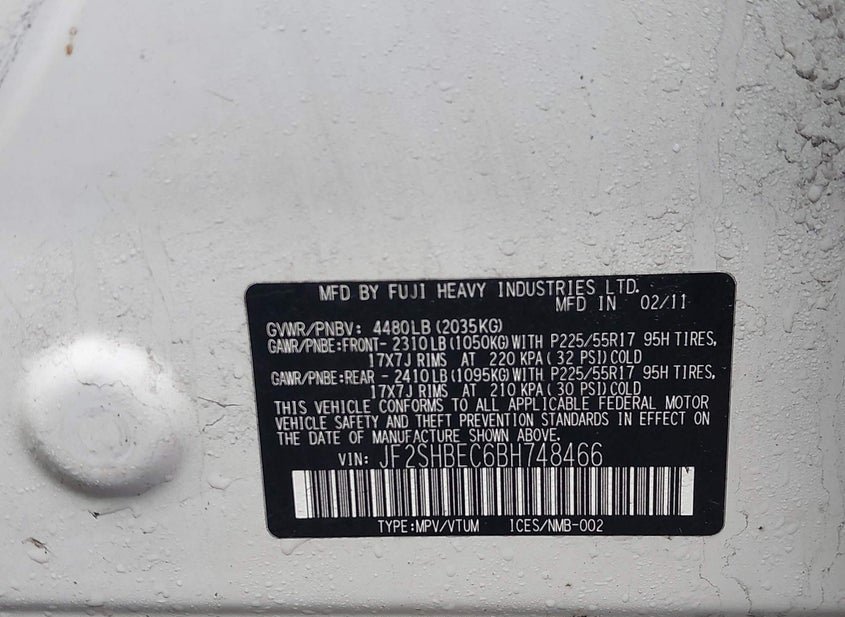 MFD BY FUJI HEAVY INDUSTRIES LTD.
MFD IN 02/11
GVWR/PNBV: 4480LB (2035KG)
GAWR/PNBE:FRONT- 2310LB (1050KG) WITH P225/55R17 95H TIRES,
17X7J RIMS AT 220 KPA ( 32 PSI) COLD
GAWR/PNBE:REAR - 2410LB (1095KG) WITH P225/55R17 95H TIRES,
17X7J RIMS AT 210 KPA ( 30 PSI) COLD
THIS VEHICLE CONFORMS TO ALL APPLICABLE FEDERAL MOTOR
VEHICLE SAFETY AND THEFT PREVENTION STANDARDS IN EFFECT ON
THE DATE OF MANUFACTURE SHOWN ABOVE.
VIN: JF2SHBEC6BH748466
TYPE:MPV/VTUM ICES/NMB-002